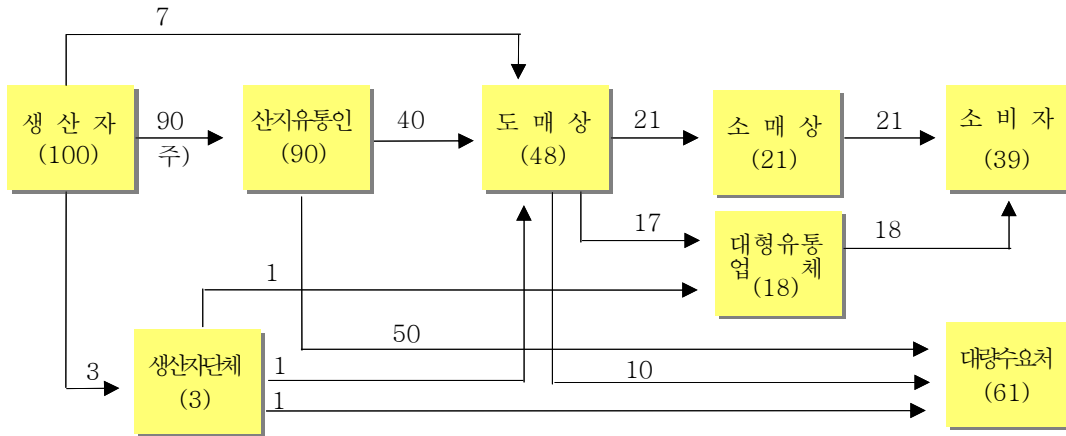 7
생 산 자
(100)
90
주)
산지유통인
(90)
40
도 매 상
(48)
21
소 매 상
(21)
21
소 비 자
(39)
17
대형유통
업 체
(18)
18
1
50
생산자단체
(3)
3
1
1
10
대량수요처
(61)